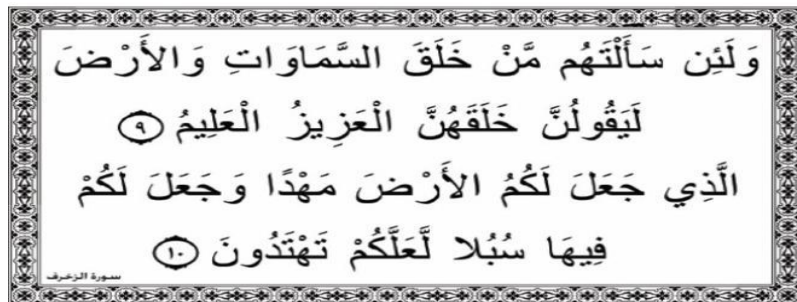 وَلَئِن سَأَلْتَهُم مَّنْ خَلَقَ السَّمَاوَاتِ وَالأَرْضَ
لَيَقُولُنَّ خَلَقَهُنَّ الْعَزِيزُ الْعَلِيمُ ٩
الَّذِي جَعَلَ لَكُمُ الأَرْضَ مَهْدًا وَجَعَلَ لَكُمْ
فِيهَا سُبُلا لَّعَلَّكُمْ تَهْتَدُونَ ١٠
سورة الزخرف